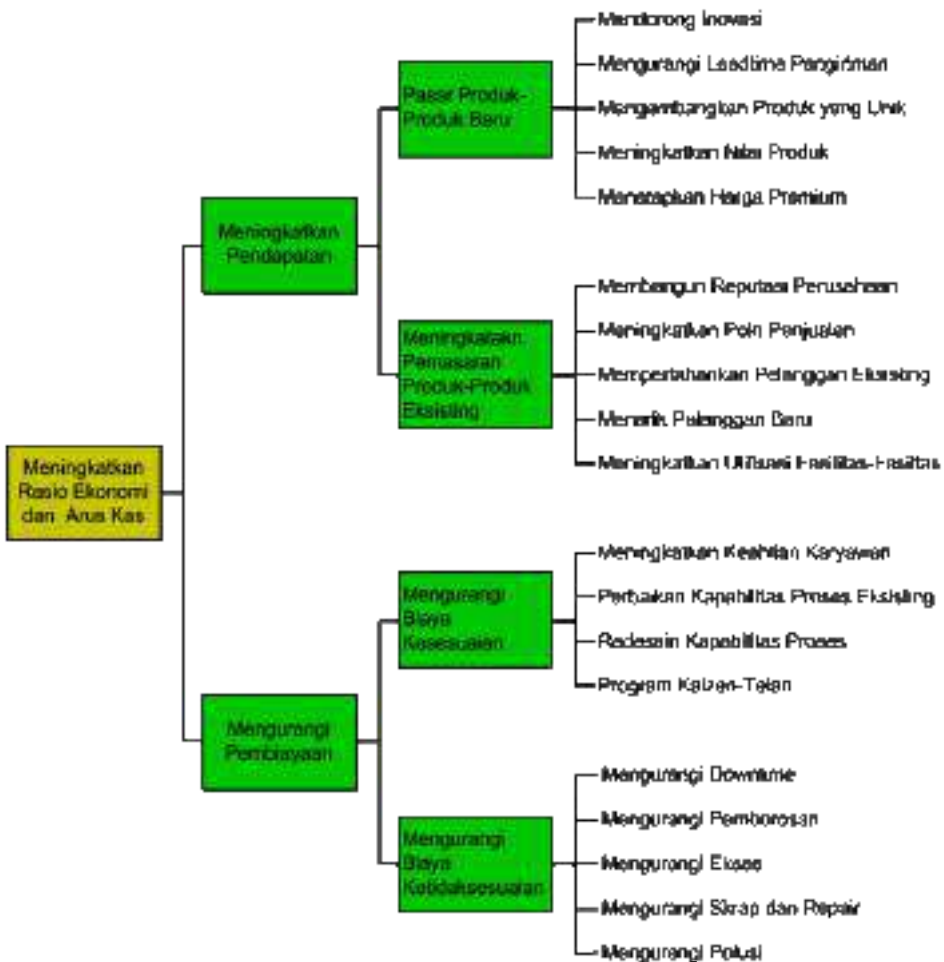 Mendorong Inovasi
Mengurangi Leadtime Pengiriman
Mengembangkan Produk yang Unik
Meningkatkan Nilai Produk
Menetapkan Harga Premium
Pasar Produk-
Produk Baru
Meningkatkan
Pendapatan
Membangun Reputasi Perusahaan
Meningkatkan Poin Penjualan
Mempertahankan Pelanggan Eksisting
Menarik Pelanggan Baru
Meningkatkan Utilisasi Fasilitas-Fasilitas
Meningkatakn
Pemasaran
Produk-Produk
Eksisting
Meningkatkan
Rasio Ekonomi
dan Arus Kas
Meningkatkan Keahlian Karyawan
Perbaikan Kapabilitas Proses Eksisting
Redesain Kapabilitas Proses
Program Kaizen-Teian
Mengurangi
Biaya
Kesesuaian
Mengurangi
Pembiayaan
Mengurangi Downtime
Mengurangi Pemborosan
Mengurangi Ekses
Mengurangi Skrap dan Repair
Mengurangi Polusi
Mengurangi
Biaya
Ketidaksesuaian